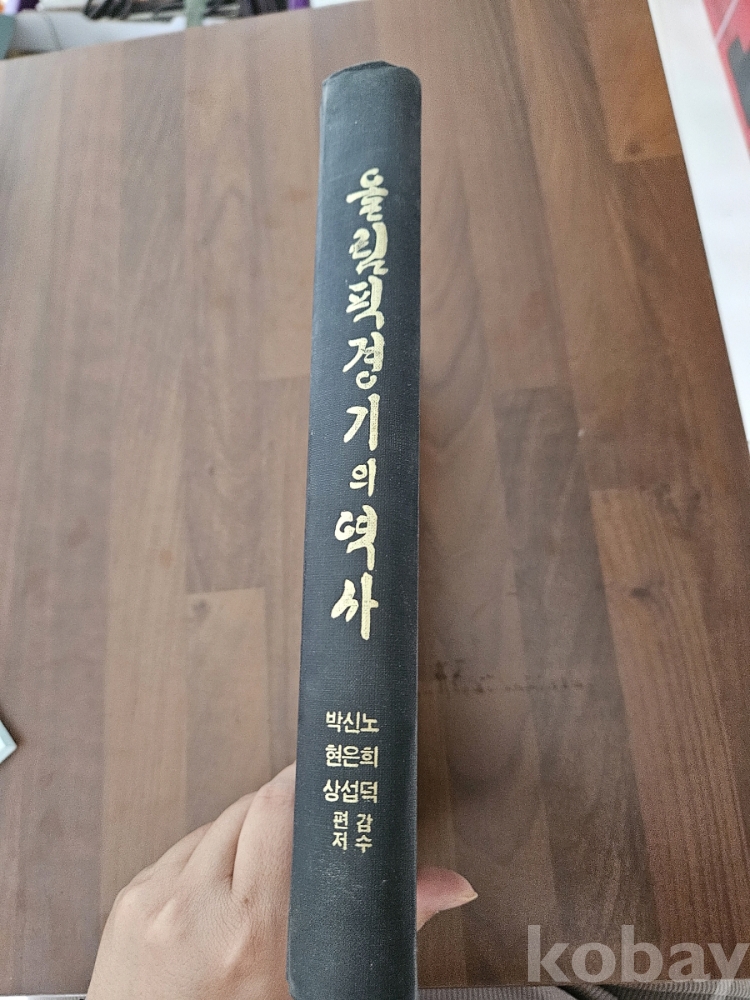 올림픽경기의역사
노희덕 감수
신은섭
박현상 편저
kobay